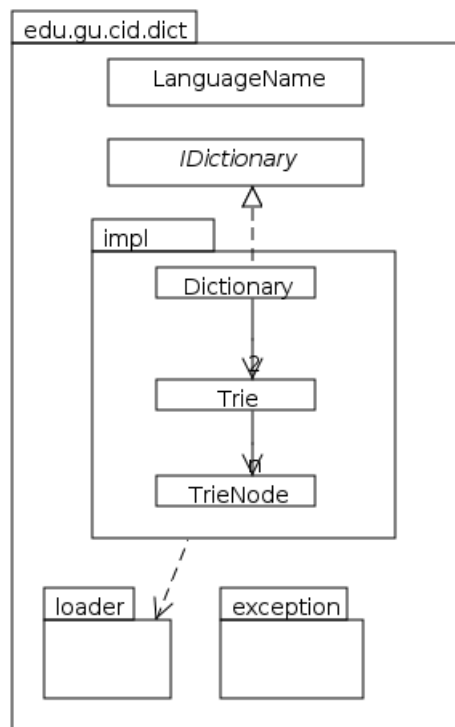 edu.gu.cid.dict
LanguageName
IDictionary
impl
Dictionary
2
Trie
n
TrieNode
loader
exception